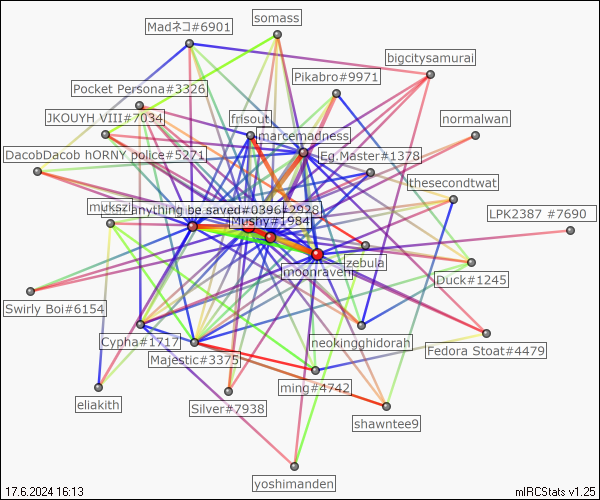 somass
Madネコ#6901
bigcitysamurai
Pikabro#9971
Pocket Persona#3326
JKOUYH VIII#7034
frisout
normalwan
marcemadness
DacobDacob hORNY police#5271
Eg.Master#1378
thesecondtwat
mukszi
anything be saved#0396
#2928
LPK2387 #7690
Mushy#1984
zebula
moonraven
Duck#1245
Swirly Boi#6154
Cypha#1717
neokingghidorah
Fedora Stoat#4479
Majestic#3375
ming#4742
eliakith
Silver#7938
shawntee9
yoshimanden
17.6.2024 16:13
mIRCStats v1.25